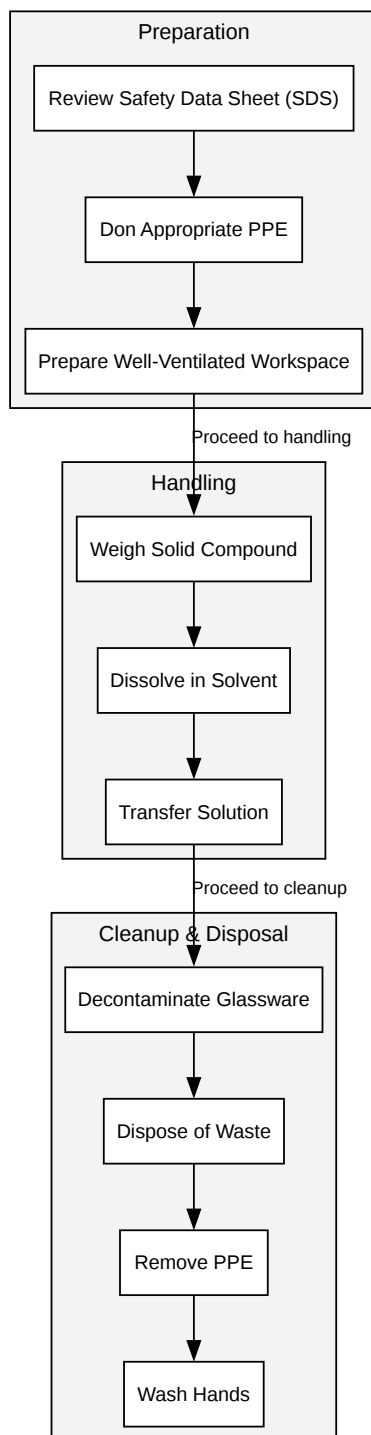 Preparation
Review Safety Data Sheet (SDS)
Don Appropriate PPE
Prepare Well-Ventilated Workspace
Proceed to handling
Handling
Weigh Solid Compound
Dissolve in Solvent
Transfer Solution
Proceed to cleanup
Cleanup & Disposal
Decontaminate Glassware
Dispose of Waste
Remove PPE
Wash Hands